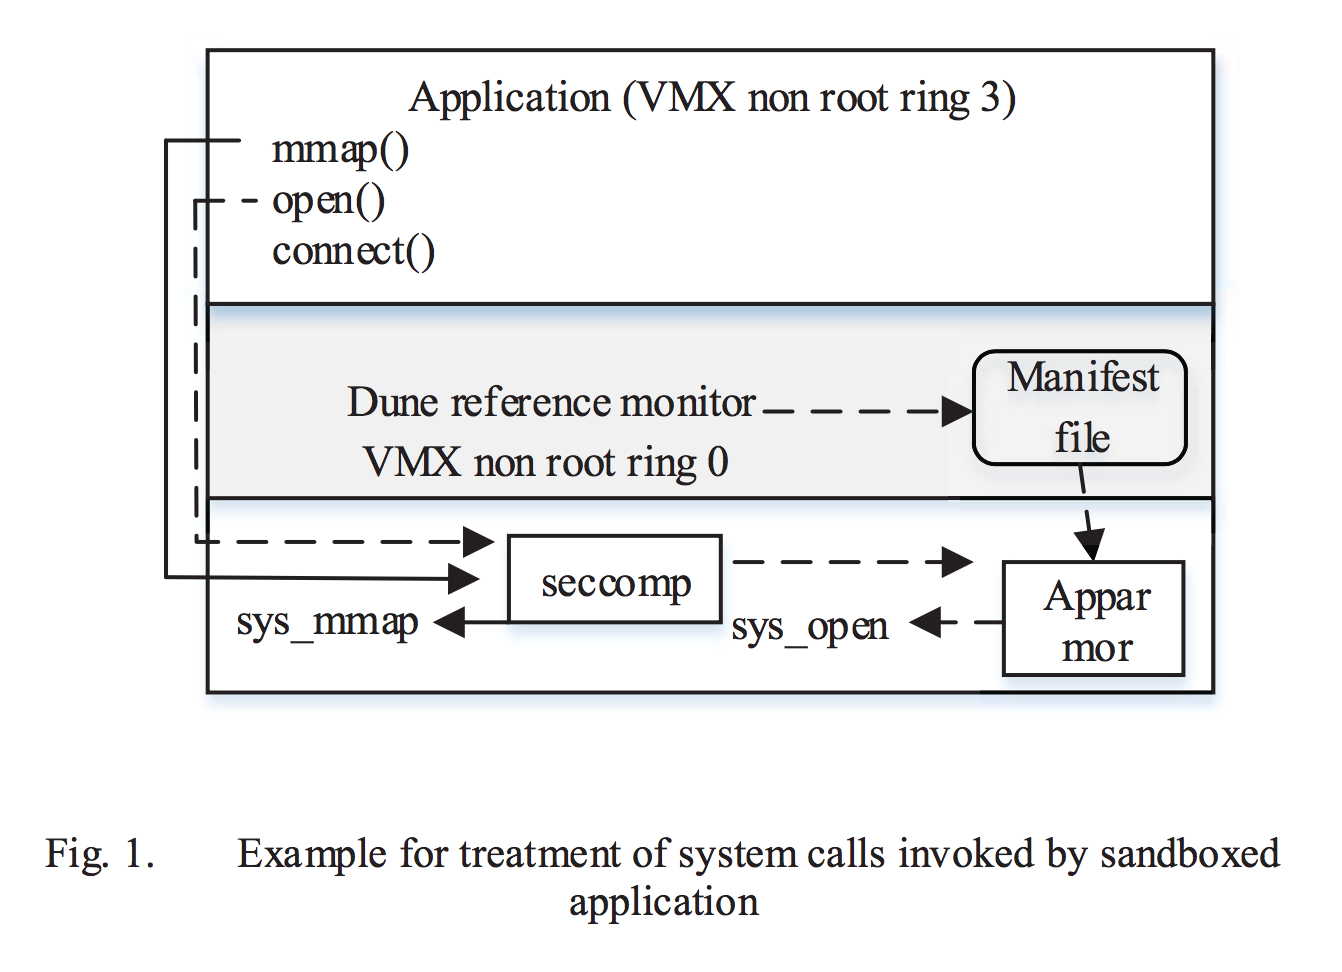 Application (VMX non root ring 3)
mmap()
open()
connect()
Dune reference monitor
VMX non root ring 0
Manifest
file
seccomp
sys_mmap
sys_open
Appar
mor
Fig. 1. Example for treatment of system calls invoked by sandboxed
application